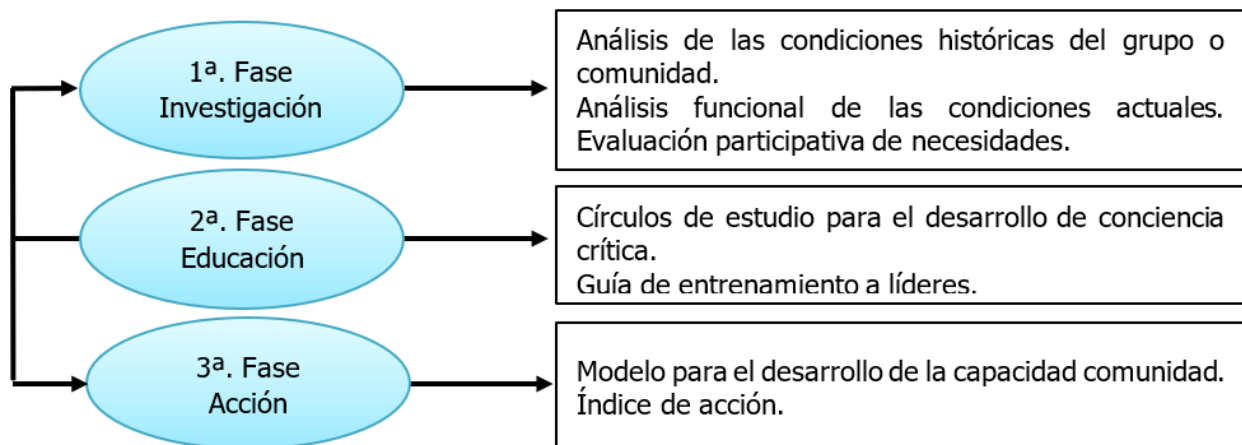 1ª. Fase
Investigación
Análisis de las condiciones históricas del grupo o
comunidad.
Análisis funcional de las condiciones actuales.
Evaluación participativa de necesidades.
2ª. Fase
Educación
Círculos de estudio para el desarrollo de conciencia
crítica.
Guía de entrenamiento a líderes.
3ª. Fase
Acción
Modelo para el desarrollo de la capacidad comunidad.
Índice de acción.